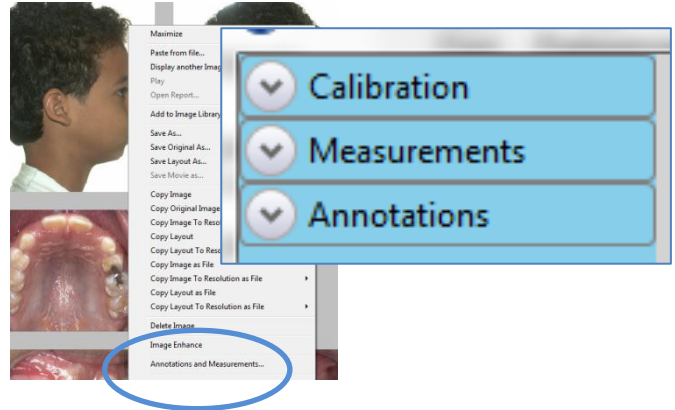 Maximize
Paste from file...
Display another Imag
Play
Open Report...
Add to Image Library
Save As...
Save Original As...
Save Layout As...
Save Movie as...
Copy Image
Copy Original Image
Copy Image To Reso
Copy Layout
Copy Layout To Reso
Copy Image as File
Copy Image To Resolution as File
Copy Layout as File
Copy Layout To Resolution as File
Delete Image
Image Enhance
Annotations and Measurements...
Calibration
Measurements
Annotations